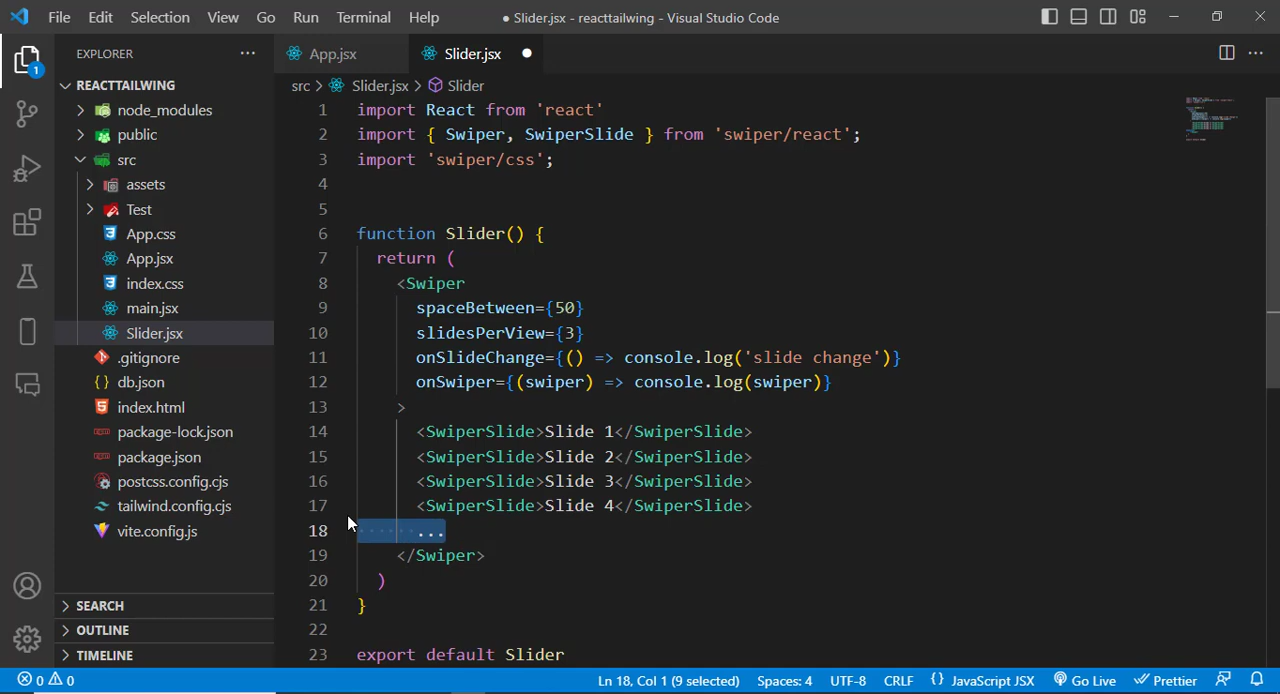 File Edit Selection View Go Run Terminal Help ● Slider.jsx - reacttailwing - Visual Studio Code
EXPLORER ···
App.jsx Slider.jsx ●
REACTTAILWING
src > Slider.jsx > Slider
node_modules
public
src
assets
Test
App.css
App.jsx
index.css
main.jsx
Slider.jsx
.gitignore
db.json
index.html
package-lock.json
package.json
postcss.config.cjs
tailwind.config.cjs
vite.config.js
SEARCH
OUTLINE
TIMELINE
1
1 import React from 'react'
2 import { Swiper, SwiperSlide } from 'swiper/react';
3 import 'swiper/css';
4
5
6 function Slider() {
7 return (
8 <Swiper
9 spaceBetween={50}
10 slidesPerView={3}
11 onSlideChange={() => console.log('slide change')}
12 onSwiper={(swiper) => console.log(swiper)}
13 >
14 <SwiperSlide>Slide 1</SwiperSlide>
15 <SwiperSlide>Slide 2</SwiperSlide>
16 <SwiperSlide>Slide 3</SwiperSlide>
17 <SwiperSlide>Slide 4</SwiperSlide>
18 ...
19 </Swiper>
20 )
21 }
22
23 export default Slider
0 0 Ln 18, Col 1 (9 selected) Spaces: 4 UTF-8 CRLF {} JavaScript JSX Go Live Prettier